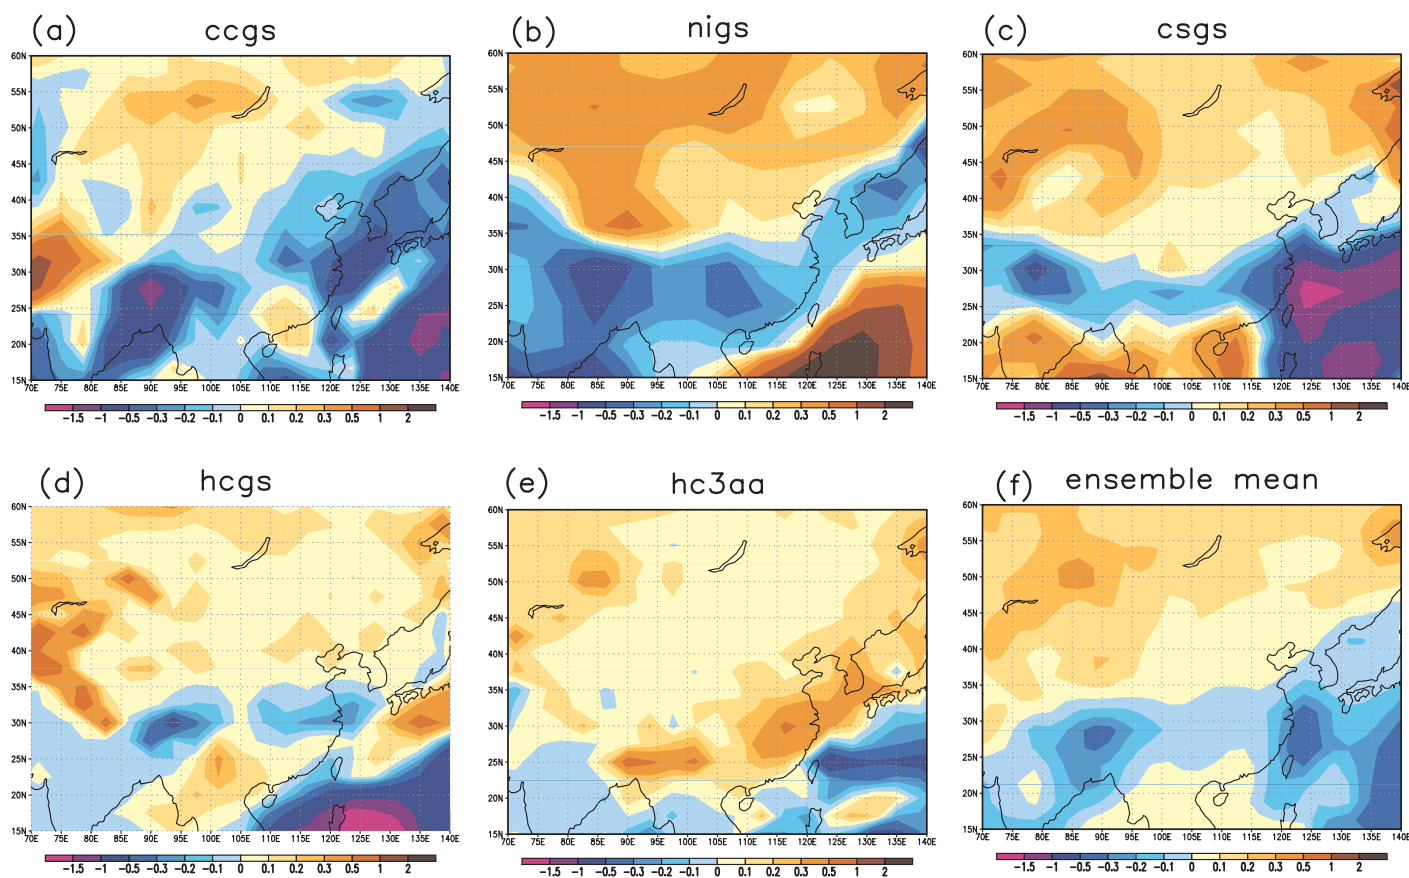 (a) ccgs
60N
55N
50N
45N
40N
35N
30N
25N
20N
15N
70E 75E 80E 85E 90E 95E 100E 105E 110E 115E 120E 125E 130E 135E 140E
-1.5 -1 -0.5 -0.3 -0.2 -0.1 0 0.1 0.2 0.3 0.5 1 2
(b) nigs
60N
55N
50N
45N
40N
35N
30N
25N
20N
15N
70E 75E 80E 85E 90E 95E 100E 105E 110E 115E 120E 125E 130E 135E 140E
-1.5 -1 -0.5 -0.3 -0.2 -0.1 0 0.1 0.2 0.3 0.5 1 2
(c) csgs
60N
55N
50N
45N
40N
35N
30N
25N
20N
15N
70E 75E 80E 85E 90E 95E 100E 105E 110E 115E 120E 125E 130E 135E 140E
-1.5 -1 -0.5 -0.3 -0.2 -0.1 0 0.1 0.2 0.3 0.5 1 2
(d) hcgs
60N
55N
50N
45N
40N
35N
30N
25N
20N
15N
70E 75E 80E 85E 90E 95E 100E 105E 110E 115E 120E 125E 130E 135E 140E
-1.5 -1 -0.5 -0.3 -0.2 -0.1 0 0.1 0.2 0.3 0.5 1 2
(e) hc3aa
60N
55N
50N
45N
40N
35N
30N
25N
20N
15N
70E 75E 80E 85E 90E 95E 100E 105E 110E 115E 120E 125E 130E 135E 140E
-1.5 -1 -0.5 -0.3 -0.2 -0.1 0 0.1 0.2 0.3 0.5 1 2
(f) ensemble mean
60N
55N
50N
45N
40N
35N
30N
25N
20N
15N
70E 75E 80E 85E 90E 95E 100E 105E 110E 115E 120E 125E 130E 135E 140E
-1.5 -1 -0.5 -0.3 -0.2 -0.1 0 0.1 0.2 0.3 0.5 1 2